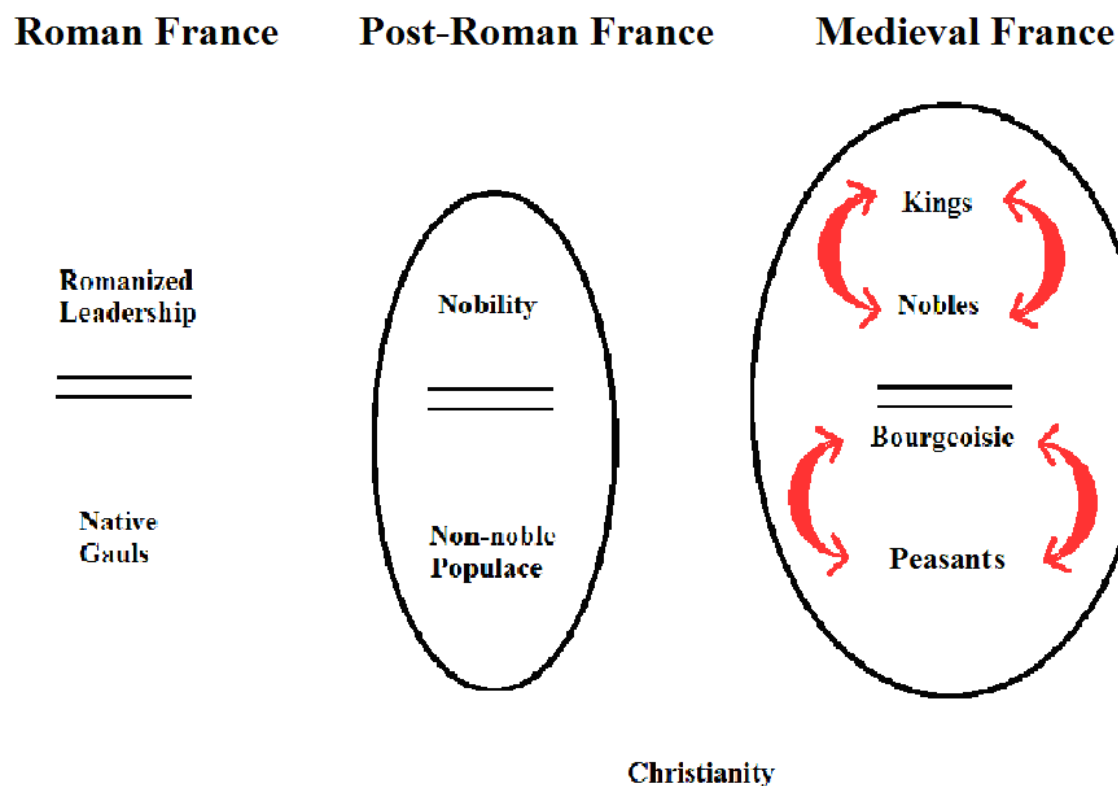 Roman France
Post-Roman France
Medieval France
Romanized
Leadership
Native
Gauls
Nobility
Non-noble
Populace
Kings
Nobles
Bourgeoisie
Peasants
Christianity